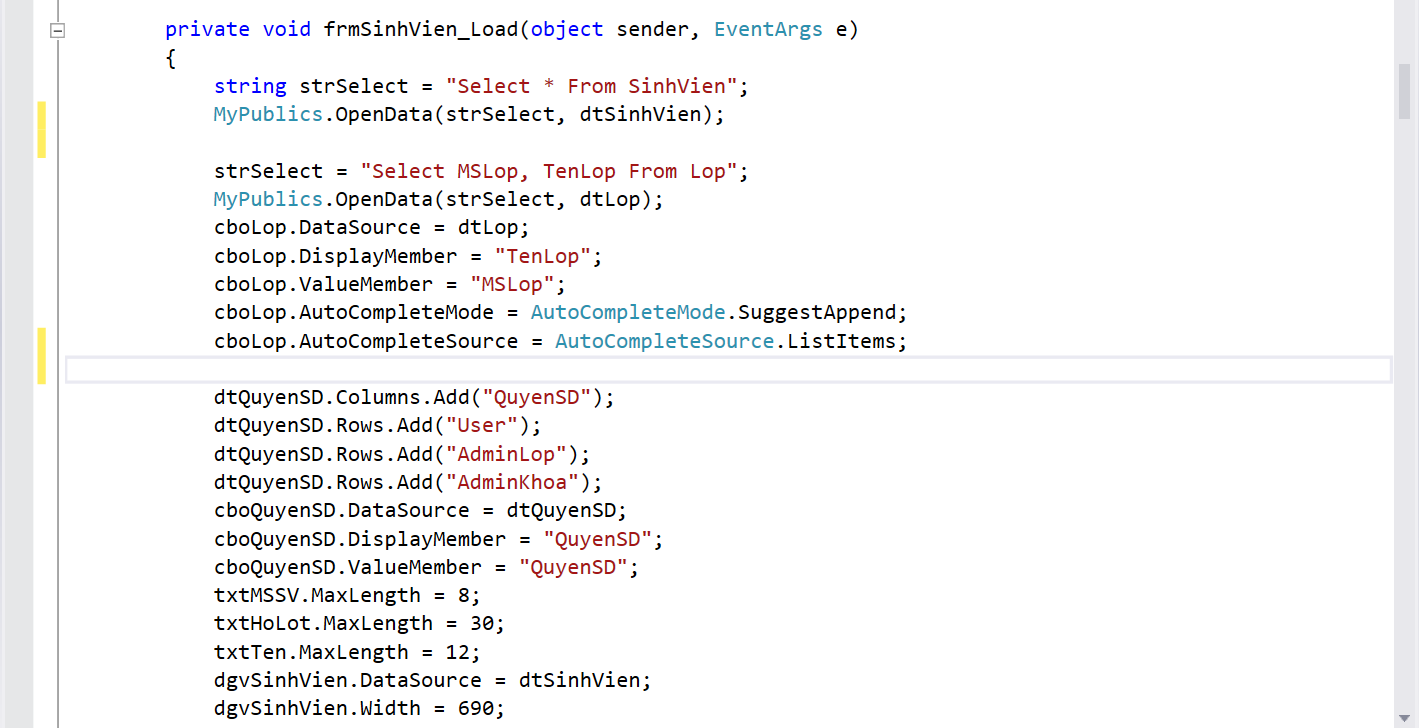 private void frmSinhVien_Load(object sender, EventArgs e)
{
string strSelect = "Select * From SinhVien";
MyPublics.OpenData(strSelect, dtSinhVien);
strSelect = "Select MSLop, TenLop From Lop";
MyPublics.OpenData(strSelect, dtLop);
cboLop.DataSource = dtLop;
cboLop.DisplayMember = "TenLop";
cboLop.ValueMember = "MSLop";
cboLop.AutoCompleteMode = AutoCompleteMode.SuggestAppend;
cboLop.AutoCompleteSource = AutoCompleteSource.ListItems;
dtQuyenSD.Columns.Add("QuyenSD");
dtQuyenSD.Rows.Add("User");
dtQuyenSD.Rows.Add("AdminLop");
dtQuyenSD.Rows.Add("AdminKhoa");
cboQuyenSD.DataSource = dtQuyenSD;
cboQuyenSD.DisplayMember = "QuyenSD";
cboQuyenSD.ValueMember = "QuyenSD";
txtMSSV.MaxLength = 8;
txtHoLot.MaxLength = 30;
txtTen.MaxLength = 12;
dgvSinhVien.DataSource = dtSinhVien;
dgvSinhVien.Width = 690;